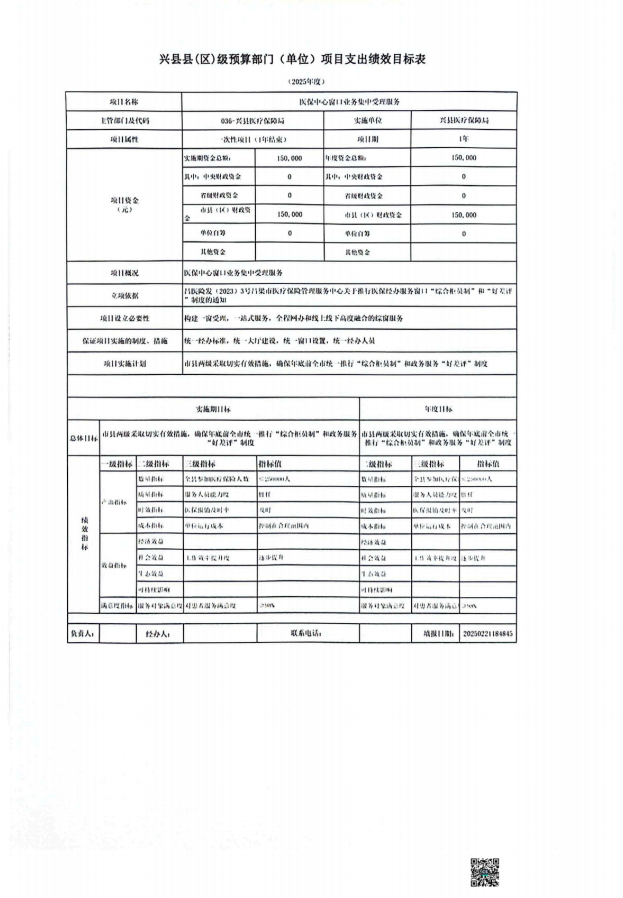 兴县县(区)级预算部门（单位）项目支出绩效目标表
（2025年度）
项目名称 医保中心窗口业务集中受理服务
主管部门及代码 036-兴县医疗保障局 实施单位 兴县医疗保障局
项目属性 一次性项目（1年结束） 项目期 1年
项目资金
（元）
实施期资金总额： 150,000 年度资金总额： 150,000
其中：中央财政资金 0 其中：中央财政资金 0
省级财政资金 0 省级财政资金 0
市县（区）财政资金 150,000 市县（区）财政资金 150,000
单位自筹 0 单位自筹 0
其他资金 其他资金
项目概况 医保中心窗口业务集中受理服务
立项依据 吕医险发（2023）3号吕梁市医疗保险管理服务中心关于推行医保经办服务窗口“综合柜员制”和“好差评
”制度的通知
项目设立必要性 构建一窗受理，一站式服务，全程网办和线上线下高度融合的综窗服务
保证项目实施的制度、措施 统一经办标准，统一大厅建设，统一窗口设置，统一经办人员
项目实施计划 市县两级采取切实有效措施，确保年底前全市统一推行“综合柜员制”和政务服务“好差评”制度
实施期目标 年度目标
总体目标 市县两级采取切实有效措施，确保年底前全市统一推行“综合柜员制”和政务服务
“好差评”制度
市县两级采取切实有效措施，确保年底前全市统一
推行“综合柜员制”和政务服务“好差评”制度
绩效指标
一级指标 二级指标 三级指标 指标值 二级指标 三级指标 指标值
产出指标 数量指标 全县参加医疗保险人数 250000人 数量指标 全县参加医疗保 250000人
质量指标 服务人员能力度 质量指标 服务人员能力度
时效指标 医保报销及时率 及时 时效指标 医保报销及时率 及时
成本指标 单位运行成本 控制在合理范围内 成本指标 单位运行成本 控制在合理范围内
效益指标 经济效益 经济效益
社会效益 工作效率提升度 逐步提升 社会效益 工作效率提升度 逐步提升
生态效益 生态效益
可持续影响 可持续影响
满意度指标 服务对象满意度 对患者服务满意度 服务对象满意度 对患者服务满意
负责人： 经办人： 联系电话： 填报日期： 20250221184845